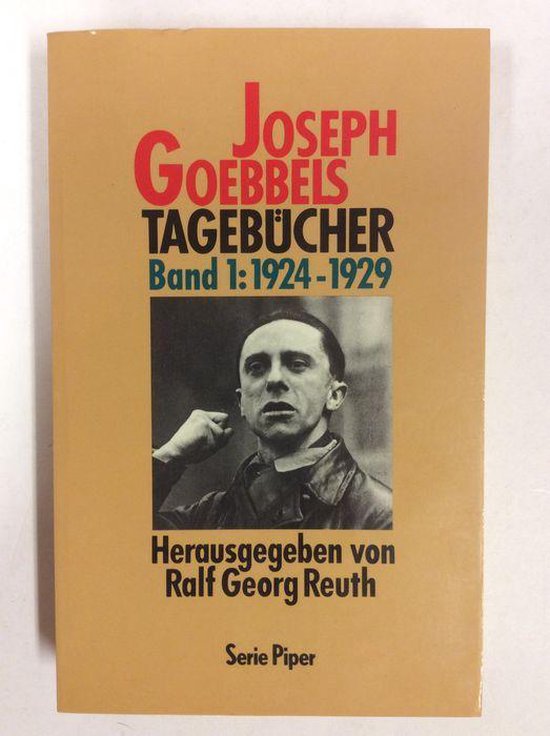 JOSEPH
GOEBBELS
TAGEBÜCHER
Band 1: 1924-1929
Herausgegeben von
Ralf Georg Reuth
Serie Piper